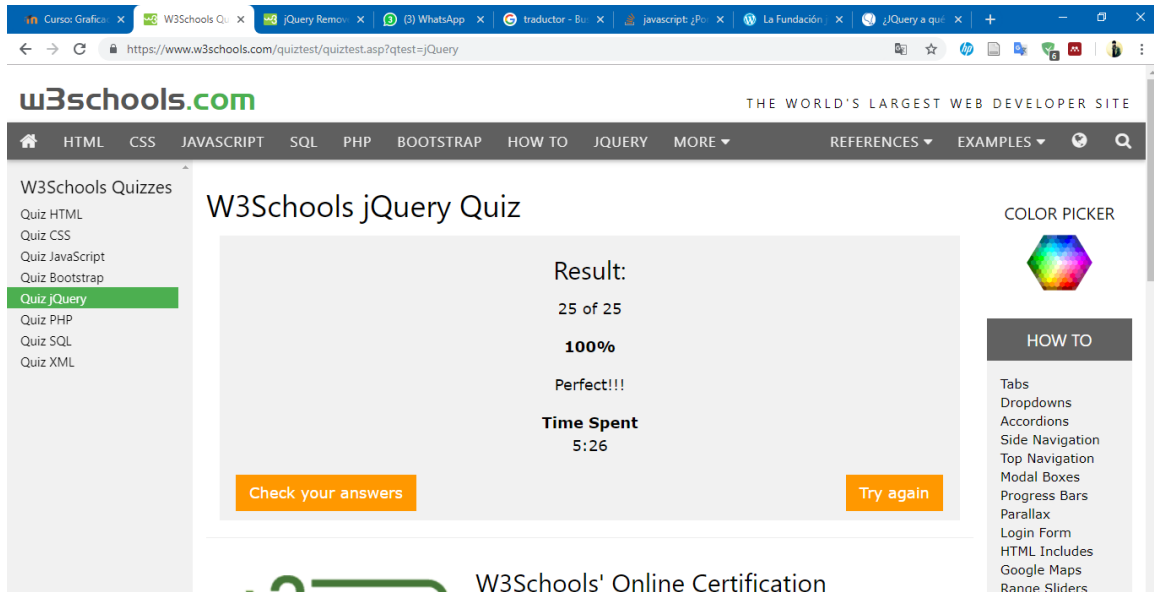 Curso: Grafica
W3Schools Qu
jQuery Remov
(3) WhatsApp
traductor - Bu
javascript: ¿Po
La Fundación
¿JQuery a qué
https://www.w3schools.com/quiztest/quiztest.asp?qtest=jQuery
6
w3schools.com
THE WORLD'S LARGEST WEB DEVELOPER SITE
HTML CSS JAVASCRIPT SQL PHP BOOTSTRAP HOW TO JQUERY MORE REFERENCES EXAMPLES
W3Schools Quizzes
Quiz HTML
Quiz CSS
Quiz JavaScript
Quiz Bootstrap
Quiz jQuery
Quiz PHP
Quiz SQL
Quiz XML
W3Schools jQuery Quiz
Result:
25 of 25
100%
Perfect!!!
Time Spent
5:26
Check your answers
Try again
W3Schools' Online Certification
COLOR PICKER
HOW TO
Tabs
Dropdowns
Accordions
Side Navigation
Top Navigation
Modal Boxes
Progress Bars
Parallax
Login Form
HTML Includes
Google Maps
Range Sliders